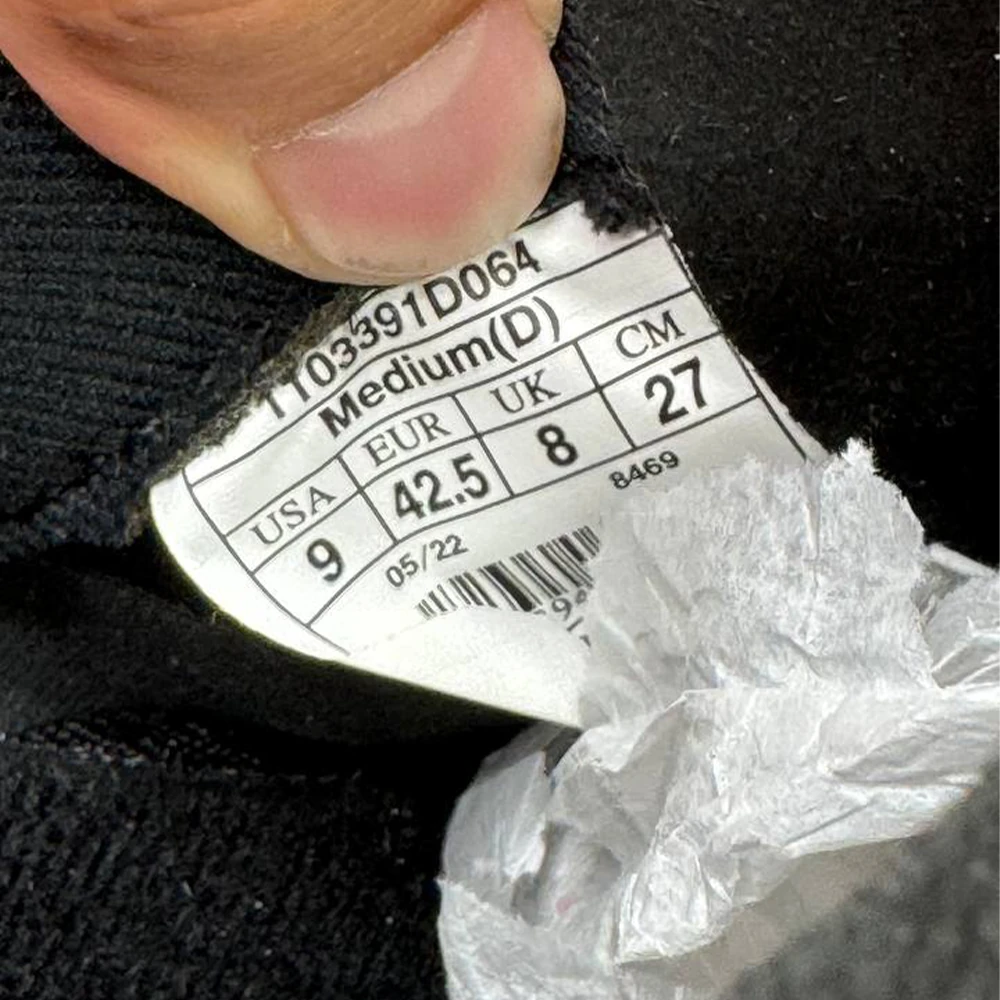 1103391D064
Medium(D)
USA EUR UK CM
9 42.5 8 27
05/22 8469